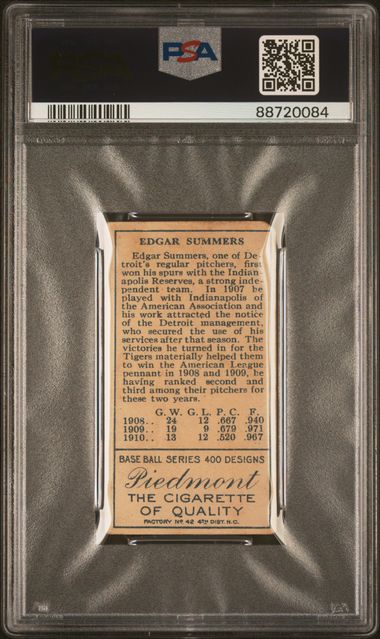 PSA
88720084
EDGAR SUMMERS
Edgar Summers, one of De-
troit's regular pitchers, first
won his spurs with the Indian-
apolis Reserves, a strong inde-
pendent team. In 1907 he
played with Indianapolis of
the American Association and
his work attracted the notice
of the Detroit management,
who secured the use of his
services after that season. The
victories he turned in for the
Tigers materially helped them
to win the American League
pennant in 1908 and 1909, he
having ranked second and
third among their pitchers for
these two years.
G. W. G. L. P. C. F.
1908.. 24 12 .667 .940
1909.. 19 9 .679 .971
1910.. 13 12 .520 .967
BASE BALL SERIES 400 DESIGNS
Piedmont
THE CIGARETTE
OF QUALITY
FACTORY No. 42 4TH DIST. N.C.